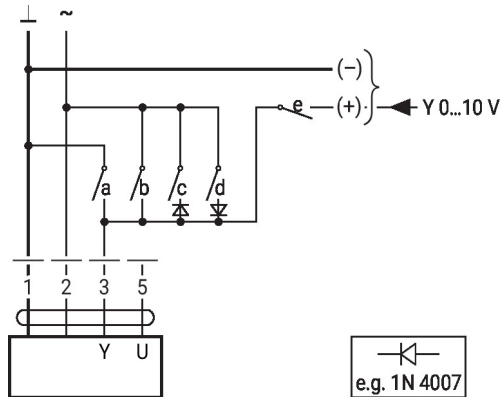 ⊥ ~
(−)
e (+) Y 0...10 V
a b c d
1 2 3 5
Y U
e.g. 1N 4007